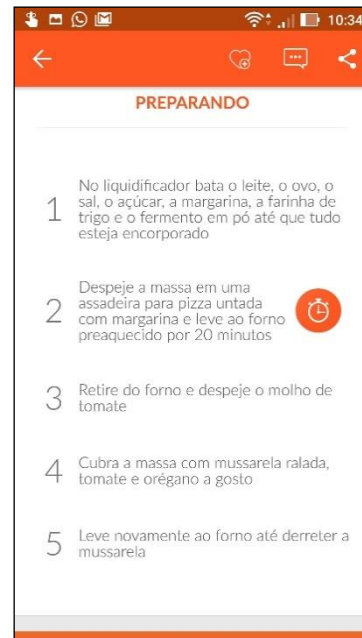 10:34
PREPARANDO
1
No liquidificador bata o leite, o ovo, o
sal, o açúcar, a margarina, a farinha de
trigo e o fermento em pó até que tudo
esteja encorporado
2
Despeje a massa em uma
assadeira para pizza untada
com margarina e leve ao forno
preaquecido por 20 minutos
3
Retire do forno e despeje o molho de
tomate
4
Cubra a massa com mussarela ralada,
tomate e orégano a gosto
5
Leve novamente ao forno até derreter a
mussarela